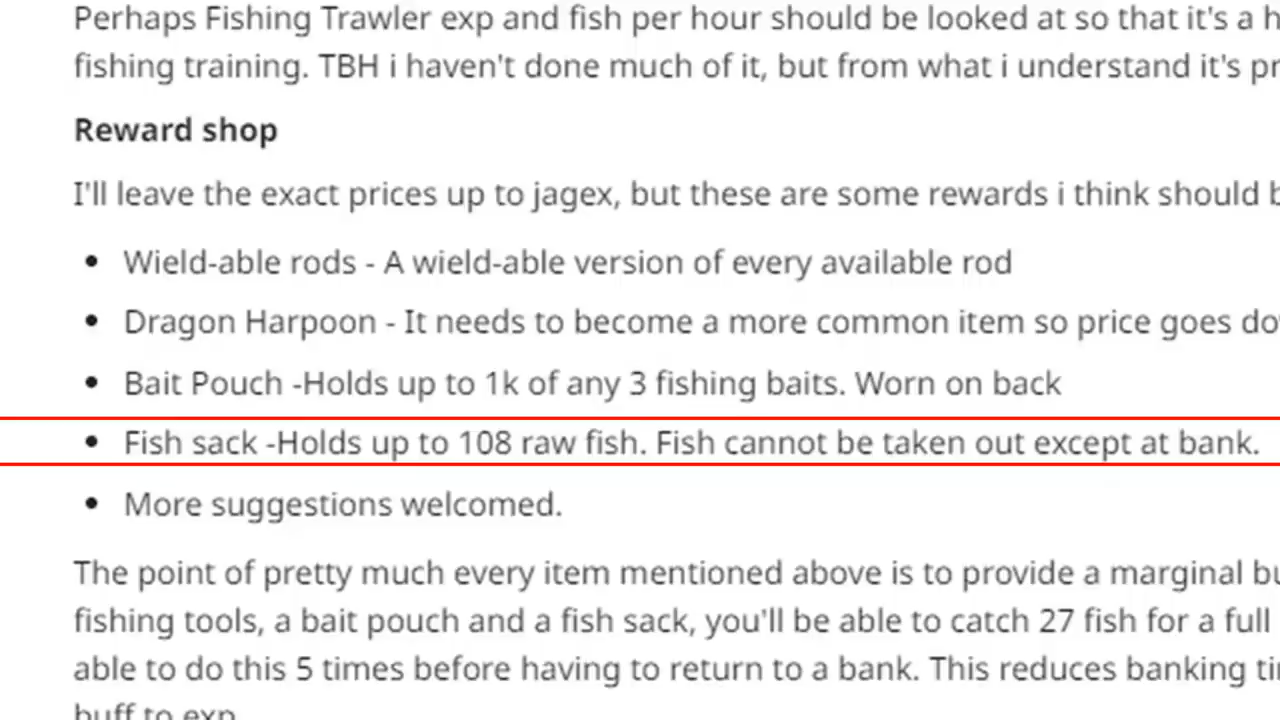 Perhaps Fishing Trawler exp and fish per hour should be looked at so that it's a
fishing training. TBH i haven't done much of it, but from what i understand it's
Reward shop
I'll leave the exact prices up to jagex, but these are some rewards i think should
• Wield-able rods - A wield-able version of every available rod
• Dragon Harpoon - It needs to become a more common item so price goes
• Bait Pouch -Holds up to 1k of any 3 fishing baits. Worn on back
• Fish sack -Holds up to 108 raw fish. Fish cannot be taken out except at bank.
• More suggestions welcomed.
The point of pretty much every item mentioned above is to provide a marginal
fishing tools, a bait pouch and a fish sack, you'll be able to catch 27 fish for a full
able to do this 5 times before having to return to a bank. This reduces banking
buff to exp